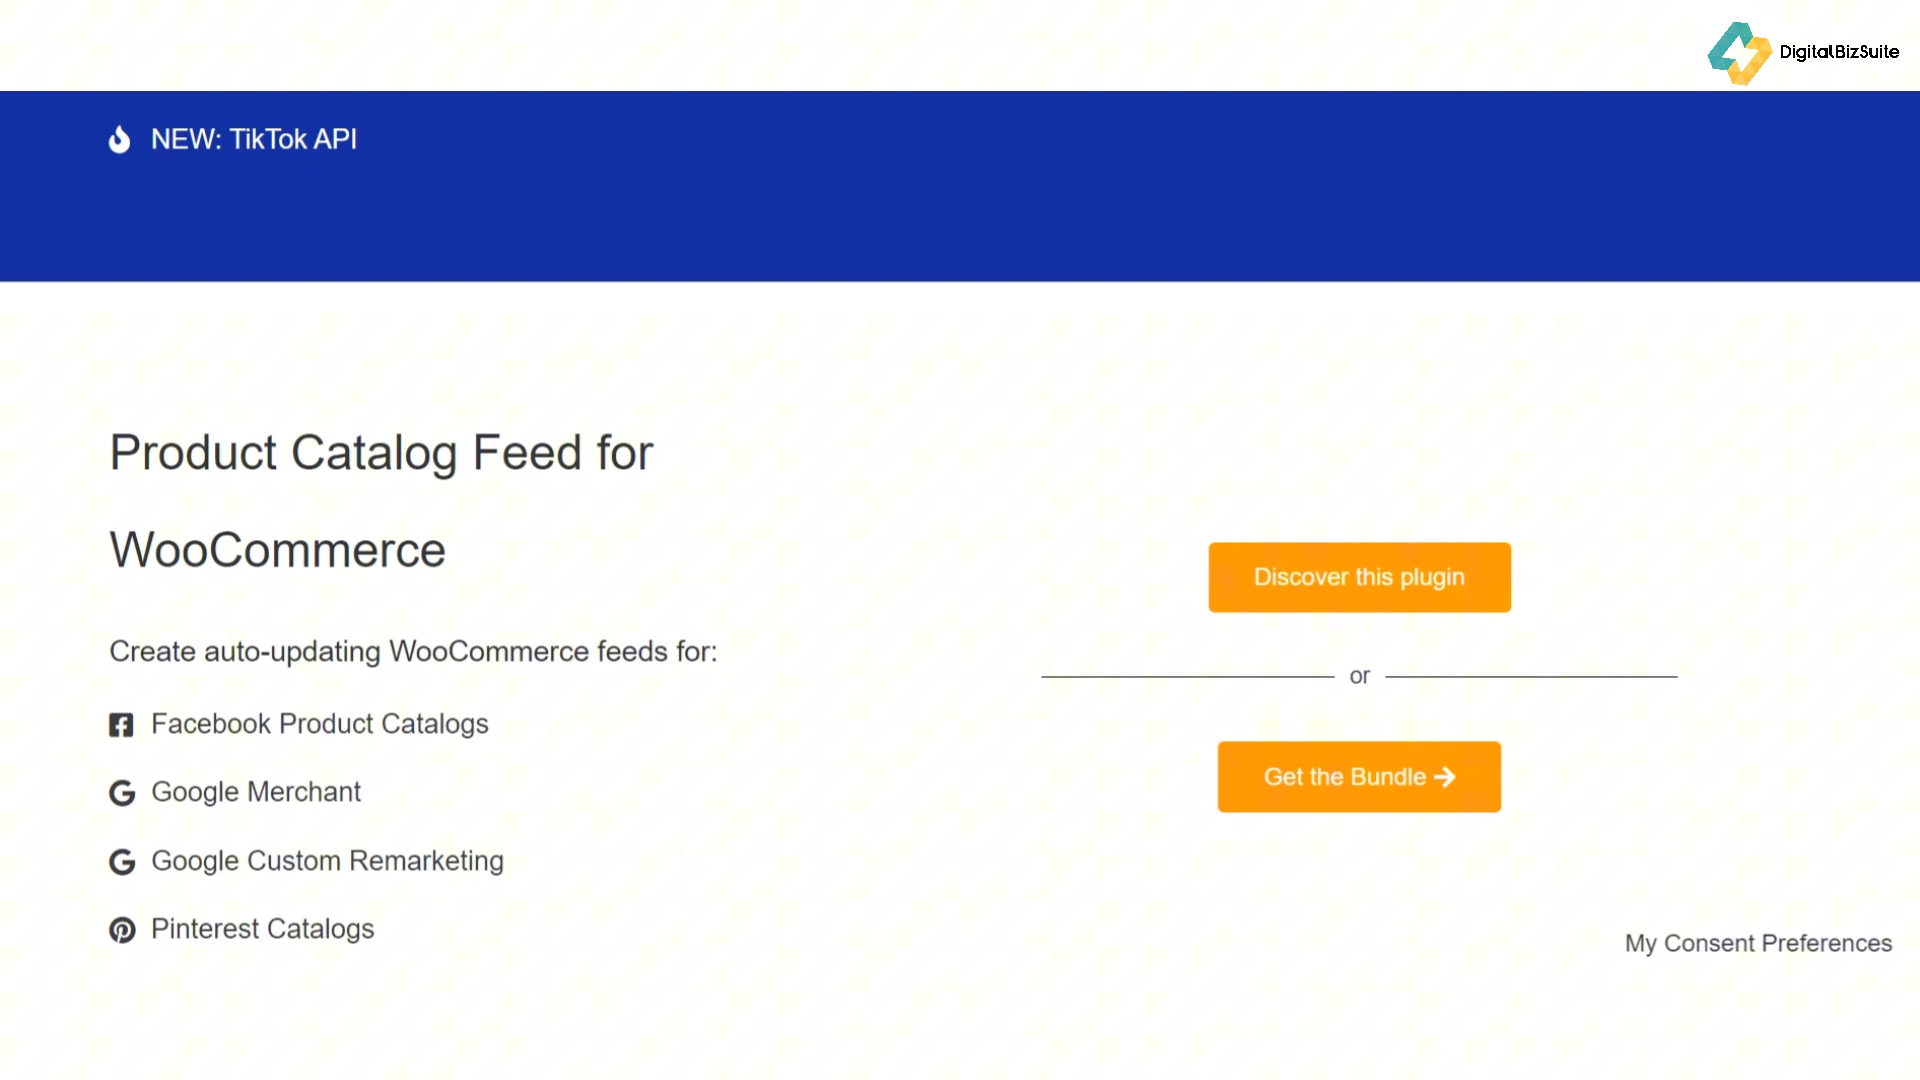 DigitalBizSuite
NEW: TikTok API
Product Catalog Feed for
WooCommerce
Create auto-updating WooCommerce feeds for:
Facebook Product Catalogs
Google Merchant
Google Custom Remarketing
Pinterest Catalogs
Discover this plugin
or
Get the Bundle
My Consent Preferences